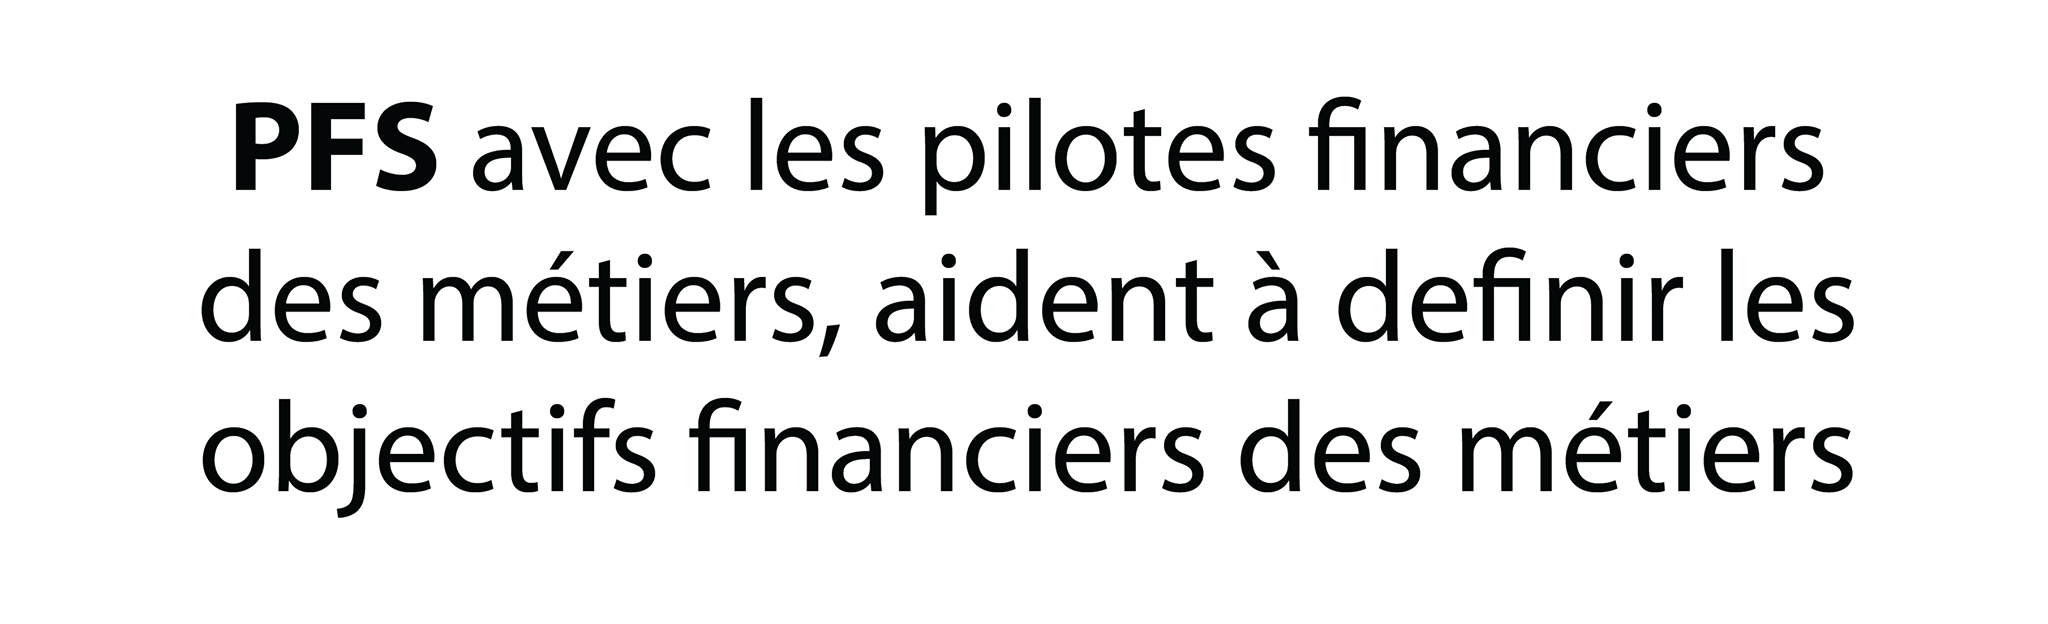 PFS avec les pilotes financiers
des métiers, aident à definir les
objectifs financiers des métiers